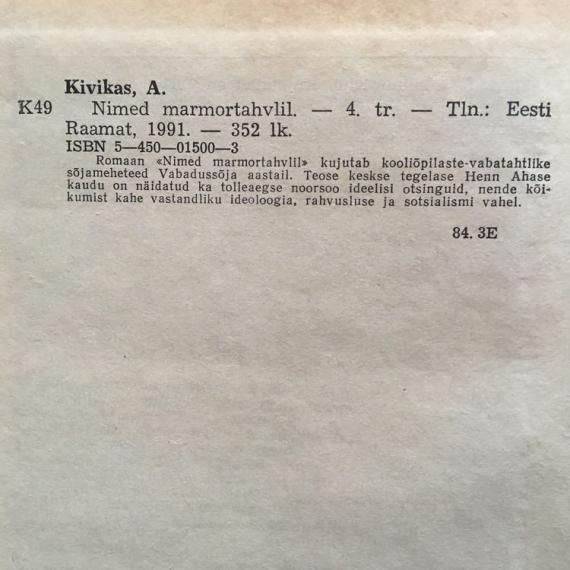 Kivikas, A.
K49 Nimed marmortahvlil. — 4. tr. — Tln.: Eesti
Raamat, 1991. — 352 lk.
ISBN 5—450—01500—3
Romaan «Nimed marmortahvlil» kujutab kooliõpilaste-vabatahtlike
sõjameheteed Vabadussõja aastail. Teose keskse tegelase Henn Ahase
kaudu on näidatud ka tolleaegse noorsoo ideelisi otsinguid, nende kõi-
kumist kahe vastandliku ideoloogia, rahvusluse ja sotsialismi vahel.
84. 3E